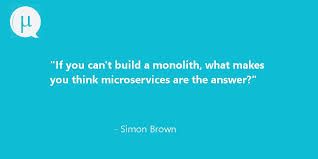 µ
"If you can't build a monolith, what makes
you think microservices are the answer?"
– Simon Brown